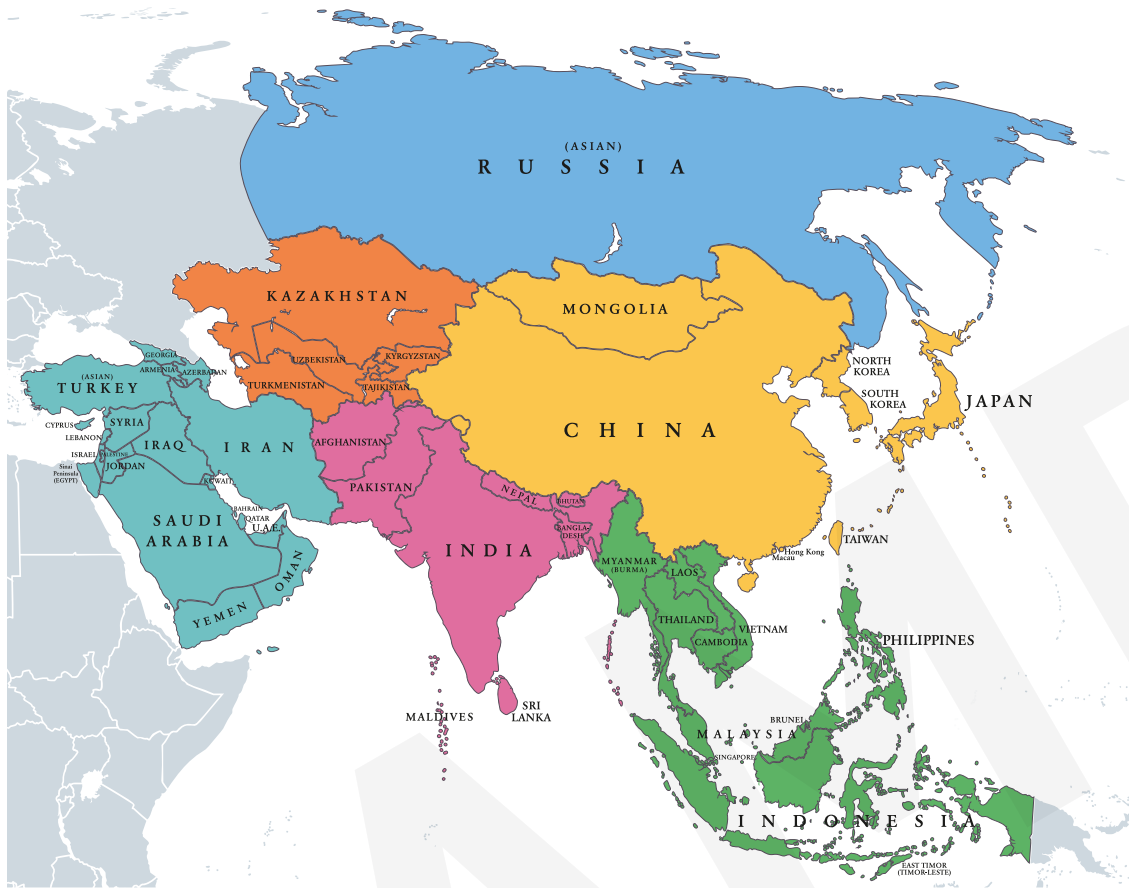 (ASIAN)
RUSSIA
KAZAKHSTAN
MONGOLIA
UZBEKISTAN
KYRGYZSTAN
GEORGIA
ARMENIA
AZERBAIJAN
(ASIAN)
TURKEY
TURKMENISTAN
TAJIKISTAN
NORTH
KOREA
SOUTH
KOREA
JAPAN
CYPRUS
SYRIA
LEBANON
IRAQ
IRAN
AFGHANISTAN
CHINA
ISRAEL
PALESTINE
JORDAN
Sinai
Peninsula
(EGYPT)
KUWAIT
PAKISTAN
NEPAL
BHUTAN
BAHRAIN
QATAR
U.A.E.
SAUDI
ARABIA
BANGLA-
DESH
INDIA
OMAN
YEMEN
TAIWAN
Hong Kong
Macau
MYANMAR
(BURMA)
LAOS
THAILAND
VIETNAM
CAMBODIA
PHILIPPINES
SRI
LANKA
MALDIVES
BRUNEI
MALAYSIA
SINGAPORE
INDONESIA
EAST TIMOR
(TIMOR-LESTE)